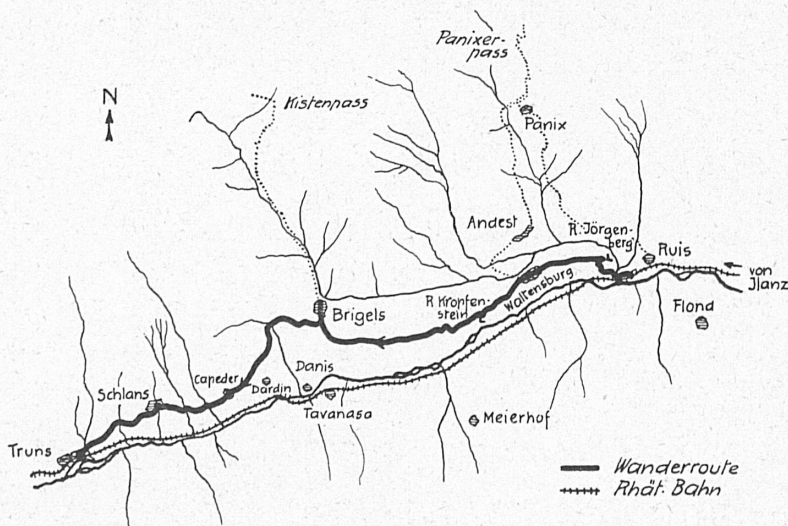 Panixer-
pass
N
Kistenpass
Panix
Andest
R. Jörgen-
berg
Ruis
von
Jlanz
R Kropfen-
stein
Waltensburg
Brigels
Flond
Capeder
Danis
Dardin
Schlans
Tavanasa
Meierhof
Truns
Wanderroute
Rhät. Bahn